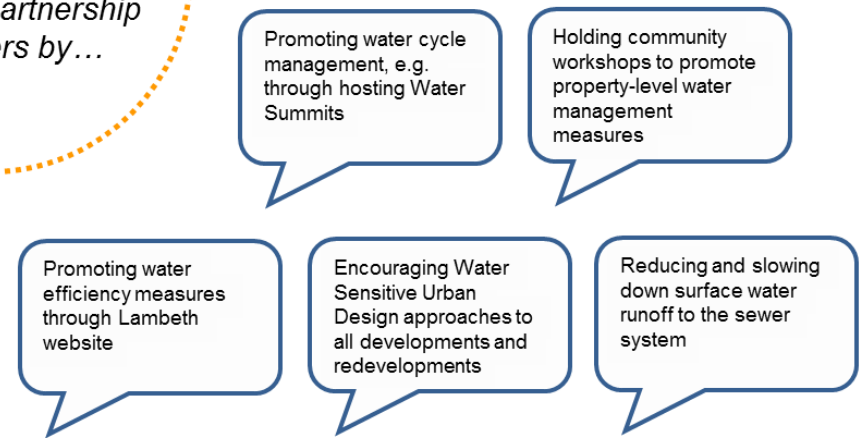 artnership
ers by…
Promoting water cycle
management, e.g.
through hosting Water
Summits
Holding community
workshops to promote
property-level water
management
measures
Promoting water
efficiency measures
through Lambeth
website
Encouraging Water
Sensitive Urban
Design approaches to
all developments and
redevelopments
Reducing and slowing
down surface water
runoff to the sewer
system